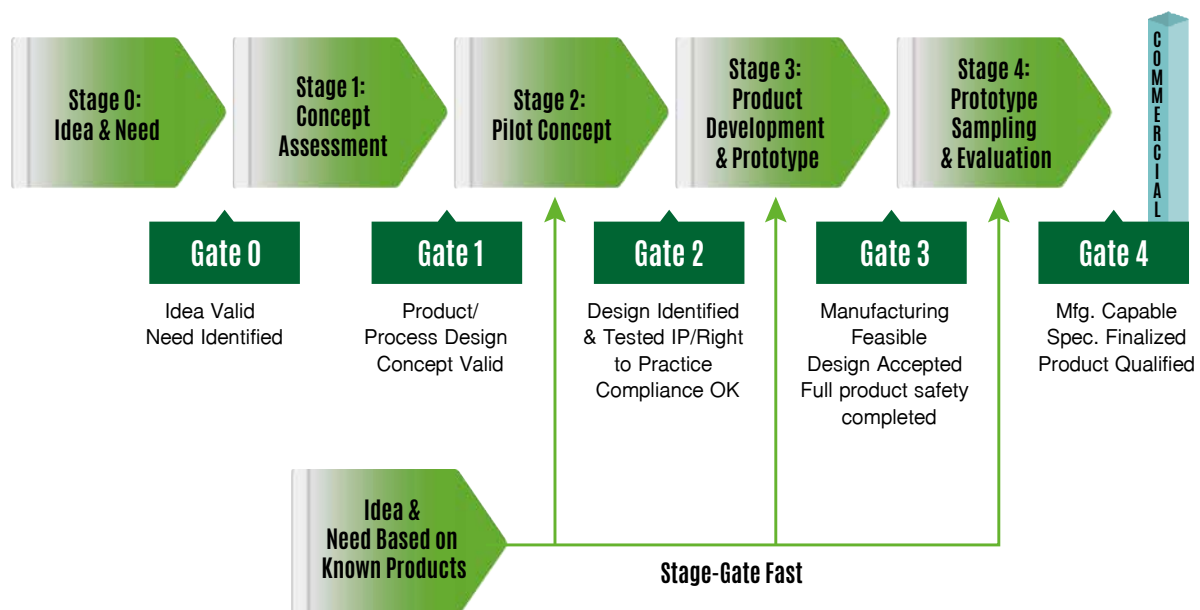 Stage 0:
Idea & Need
Stage 1:
Concept
Assessment
Stage 2:
Pilot Concept
Stage 3:
Product
Development
& Prototype
Stage 4:
Prototype
Sampling
& Evaluation
COMMERCIAL
Gate 0
Idea Valid
Need Identified
Gate 1
Product/
Process Design
Concept Valid
Gate 2
Design Identified
& Tested IP/Right
to Practice
Compliance OK
Gate 3
Manufacturing
Feasible
Design Accepted
Full product safety
completed
Gate 4
Mfg. Capable
Spec. Finalized
Product Qualified
Idea &
Need Based on
Known Products
Stage-Gate Fast